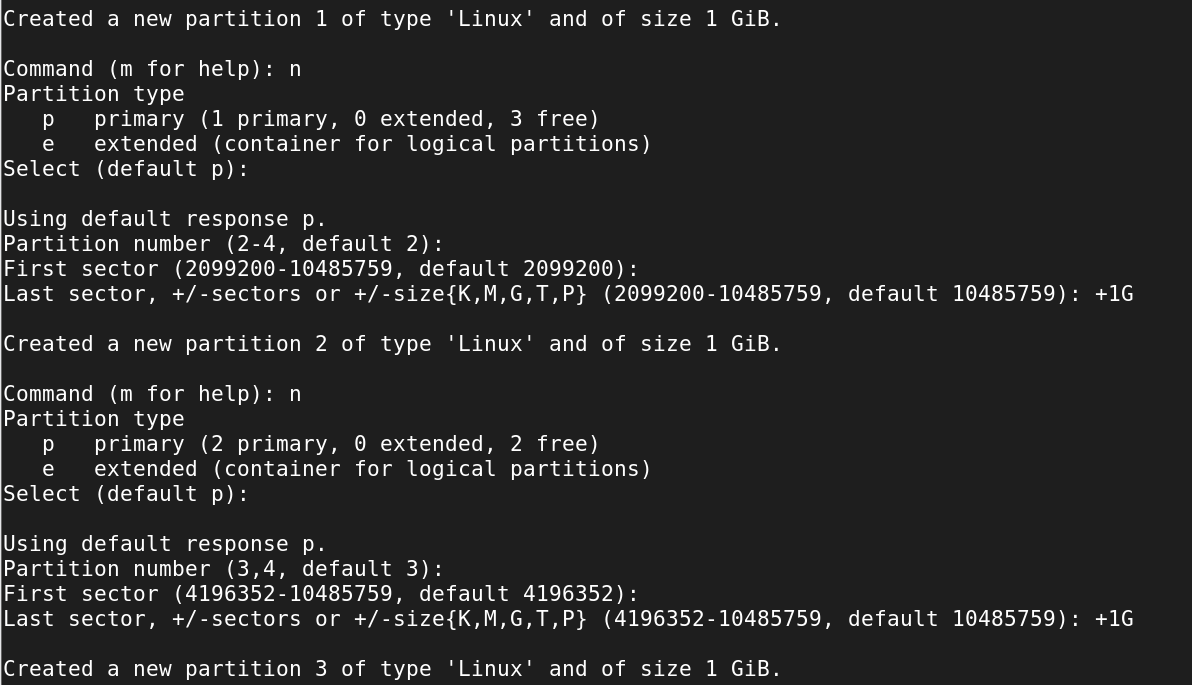 Created a new partition 1 of type 'Linux' and of size 1 GiB.
Command (m for help): n
Partition type
   p   primary (1 primary, 0 extended, 3 free)
   e   extended (container for logical partitions)
Select (default p):
Using default response p.
Partition number (2-4, default 2):
First sector (2099200-10485759, default 2099200):
Last sector, +/-sectors or +/-size{K,M,G,T,P} (2099200-10485759, default 10485759): +1G
Created a new partition 2 of type 'Linux' and of size 1 GiB.
Command (m for help): n
Partition type
   p   primary (2 primary, 0 extended, 2 free)
   e   extended (container for logical partitions)
Select (default p):
Using default response p.
Partition number (3,4, default 3):
First sector (4196352-10485759, default 4196352):
Last sector, +/-sectors or +/-size{K,M,G,T,P} (4196352-10485759, default 10485759): +1G
Created a new partition 3 of type 'Linux' and of size 1 GiB.